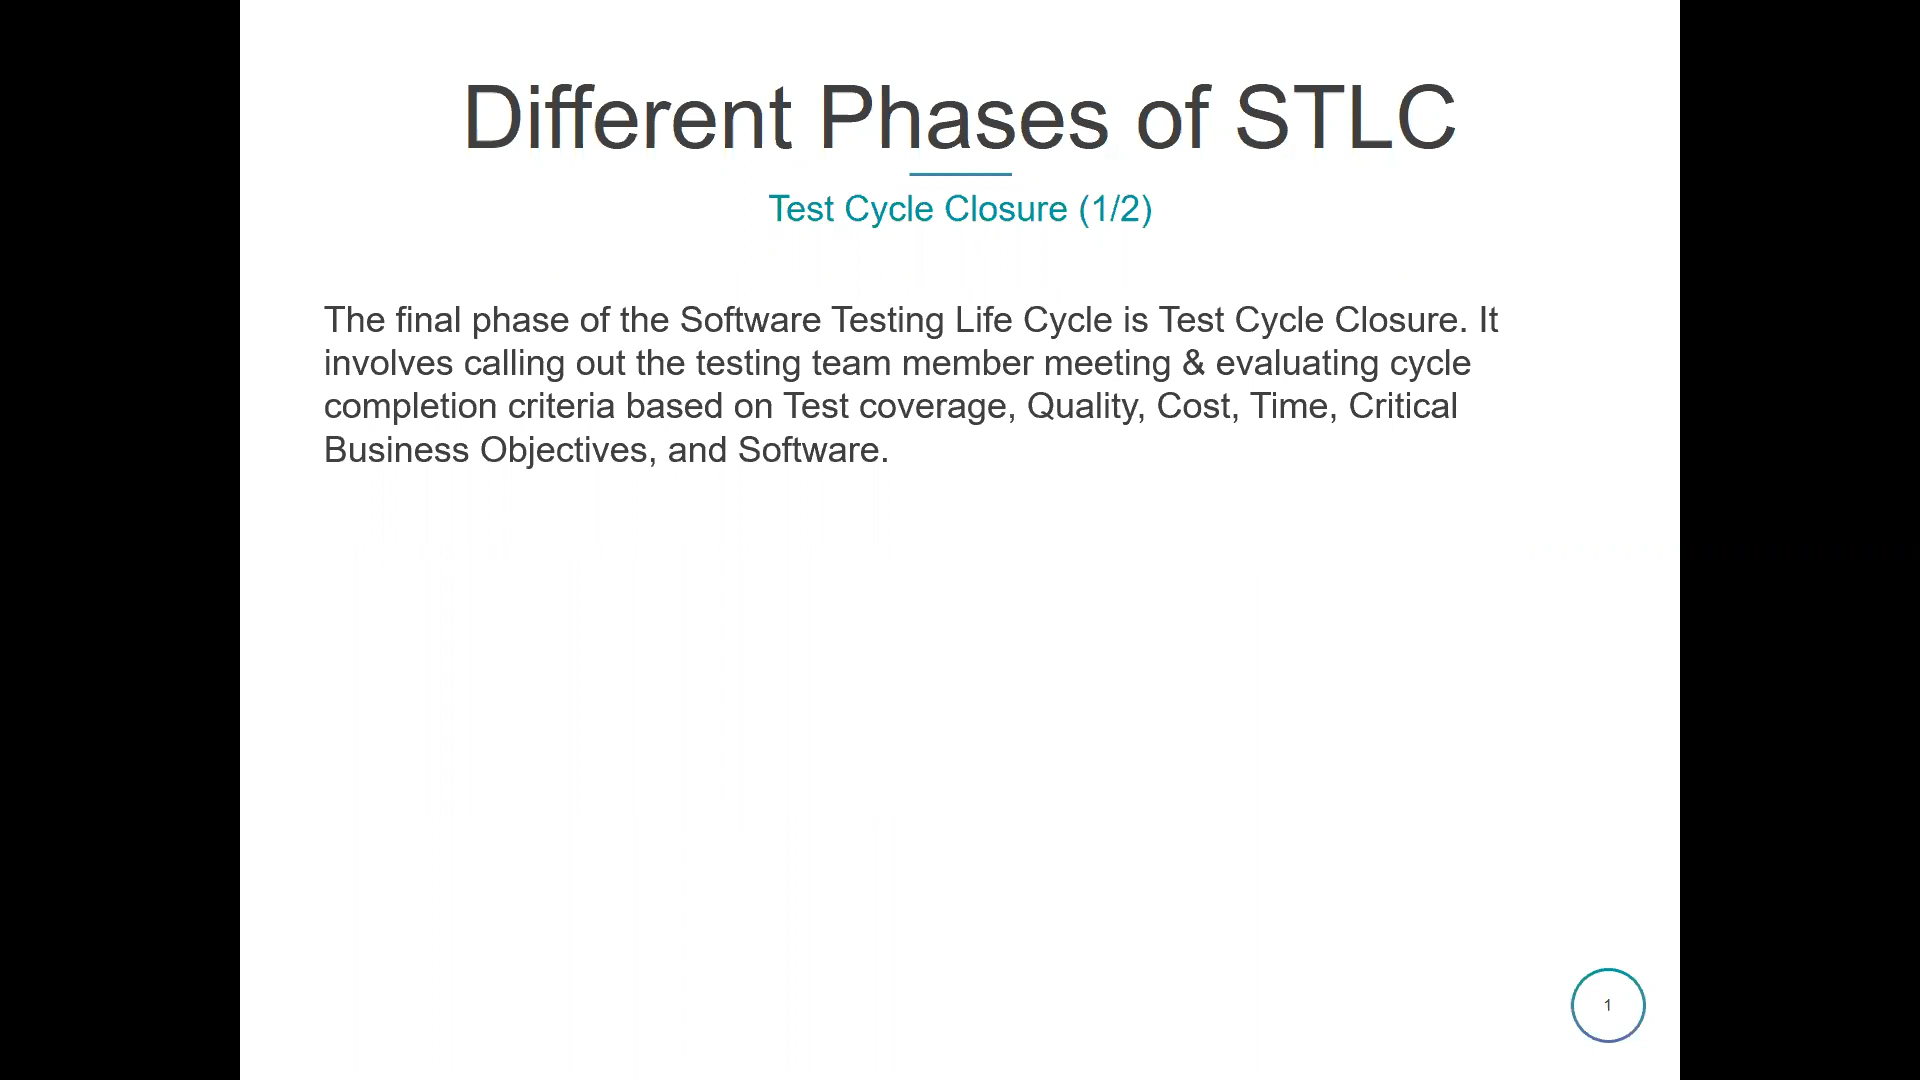 Different Phases of STLC
Test Cycle Closure (1/2)
The final phase of the Software Testing Life Cycle is Test Cycle Closure. It
involves calling out the testing team member meeting & evaluating cycle
completion criteria based on Test coverage, Quality, Cost, Time, Critical
Business Objectives, and Software.
1